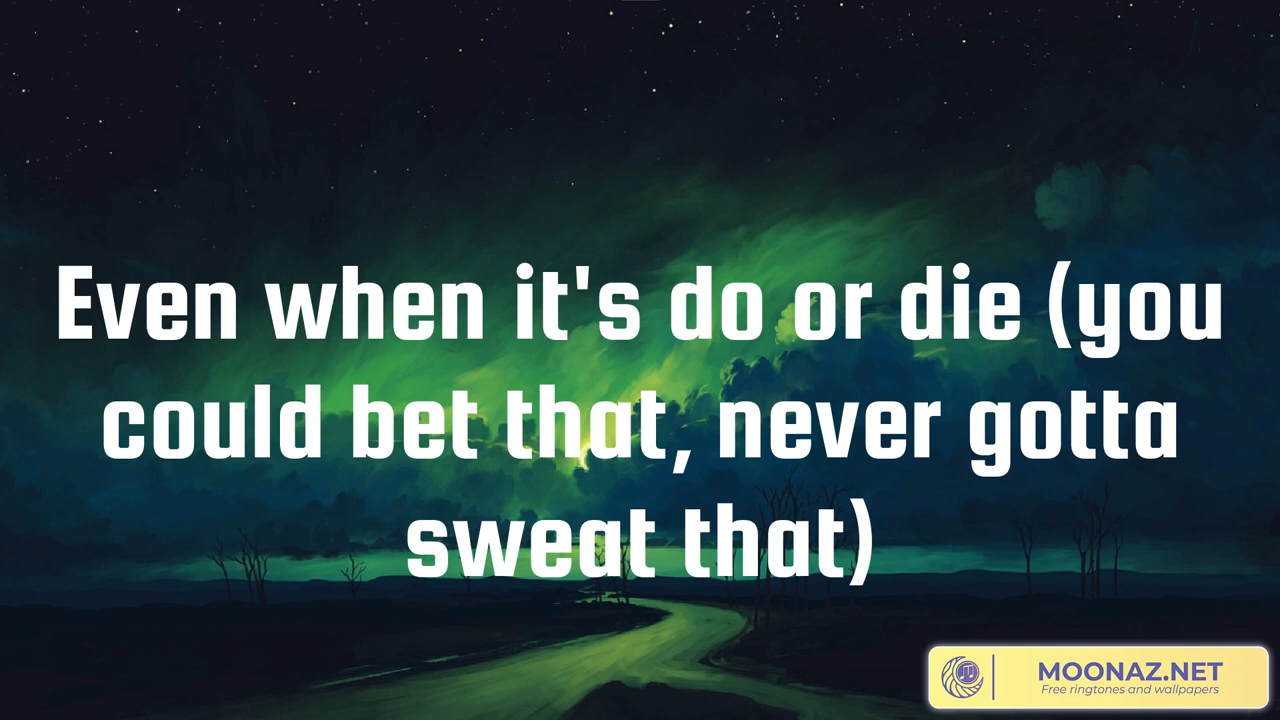 Even when it's do or die (you
could bet that, never gotta
sweat that)
MOONAZ.NET
Free ringtones and wallpapers